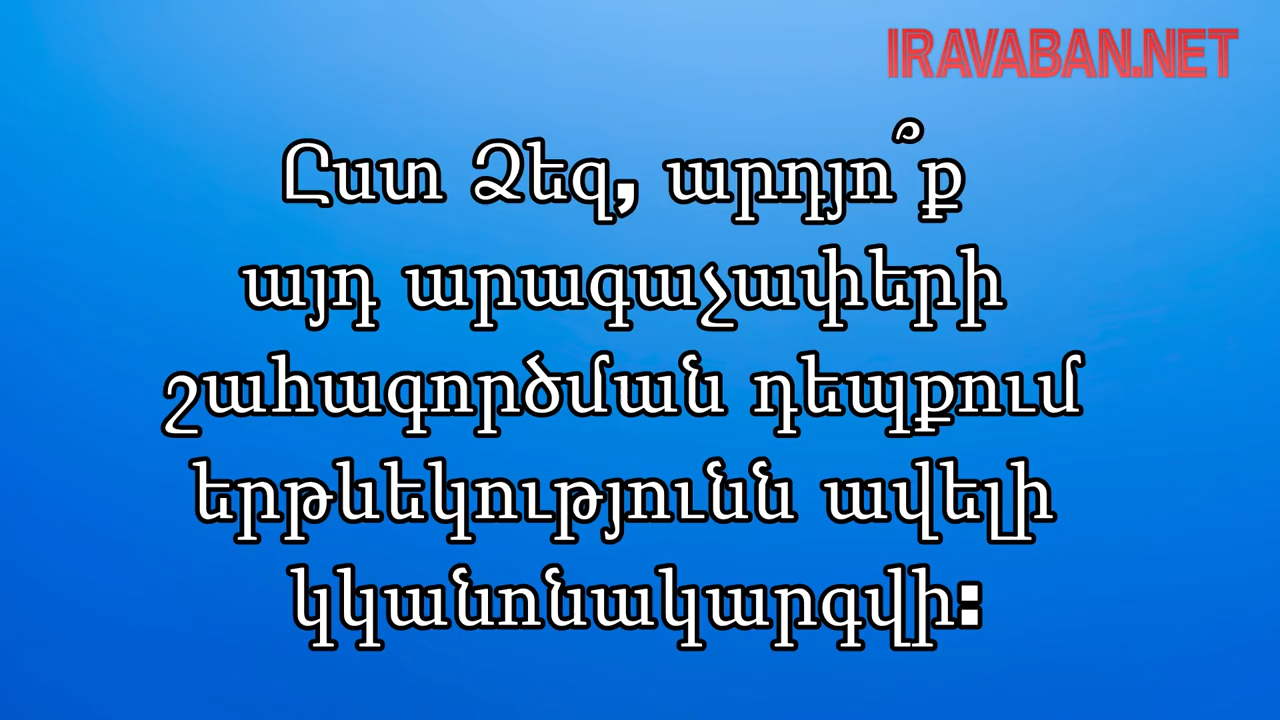 IRAVABAN.NET
Ըստ Ձեզ, արդյո՞ք
այդ արագաչափերի
շահագործման դեպքում
երթևեկությունն ավելի
կկանոնակարգվի: